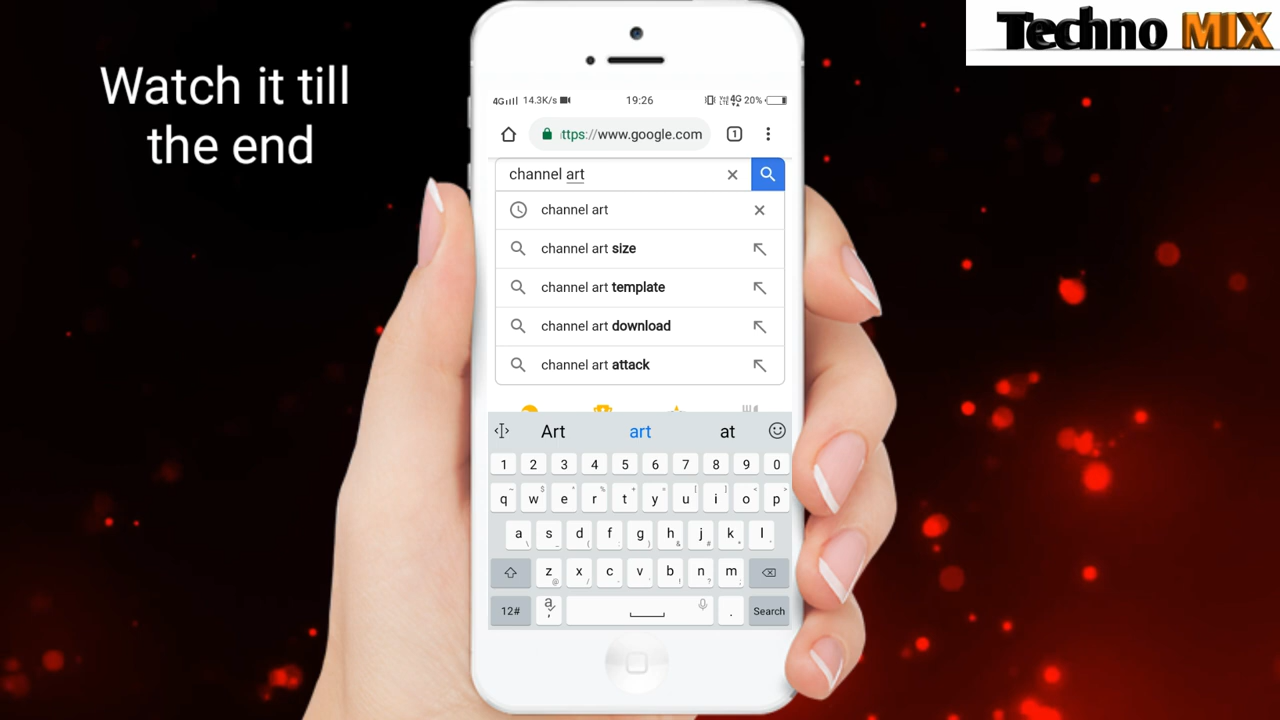 Techno MIX
Watch it till
the end
4G 14.3K/s 19:26 4G 20%
ttps://www.google.com 1
channel art
channel art
channel art size
channel art template
channel art download
channel art attack
Art art at
1 2 3 4 5 6 7 8 9 0
q w e r t y u i o p
a s d f g h j k l
z x c v b n m
12# a , . Search